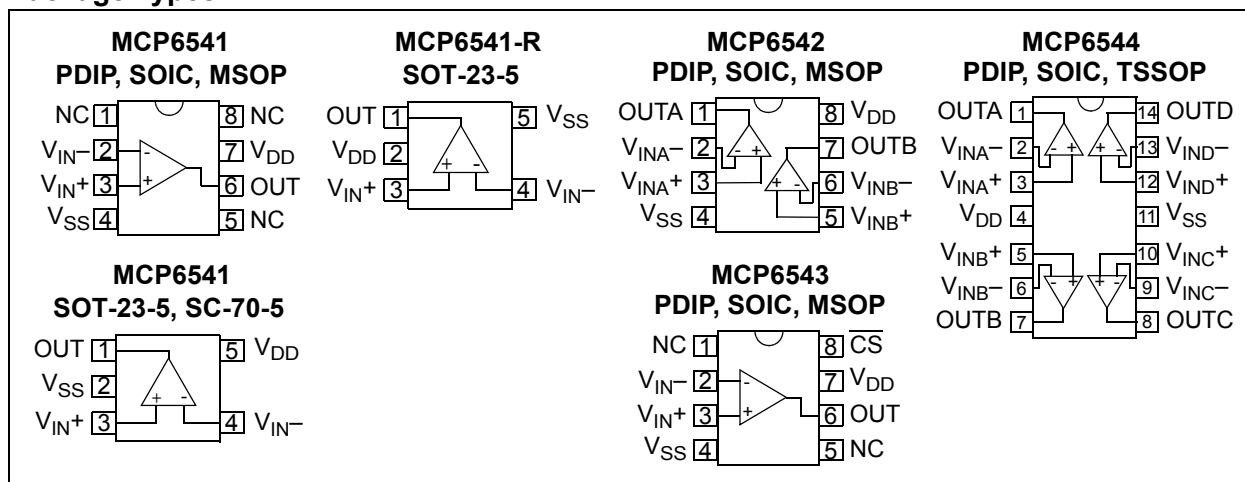 MCP6541
PDIP, SOIC, MSOP
NC 1 8 NC
VIN– 2 - 7 VDD
VIN+ 3 + 6 OUT
VSS 4 5 NC
MCP6541
SOT-23-5, SC-70-5
OUT 1 5 VDD
VSS 2
+ -
VIN+ 3 4 VIN–
MCP6541-R
SOT-23-5
OUT 1 5 VSS
VDD 2
+ -
VIN+ 3 4 VIN–
MCP6542
PDIP, SOIC, MSOP
OUTA 1 8 VDD
VINA– 2 - + 7 OUTB
VINA+ 3 + - 6 VINB–
VSS 4 5 VINB+
MCP6543
PDIP, SOIC, MSOP
NC 1 8 CS
VIN– 2 - 7 VDD
VIN+ 3 + 6 OUT
VSS 4 5 NC
MCP6544
PDIP, SOIC, TSSOP
OUTA 1 14 OUTD
VINA– 2 - + + - 13 VIND–
VINA+ 3 12 VIND+
VDD 4 11 VSS
VINB+ 5 10 VINC+
VINB– 6 - + + - 9 VINC–
OUTB 7 8 OUTC